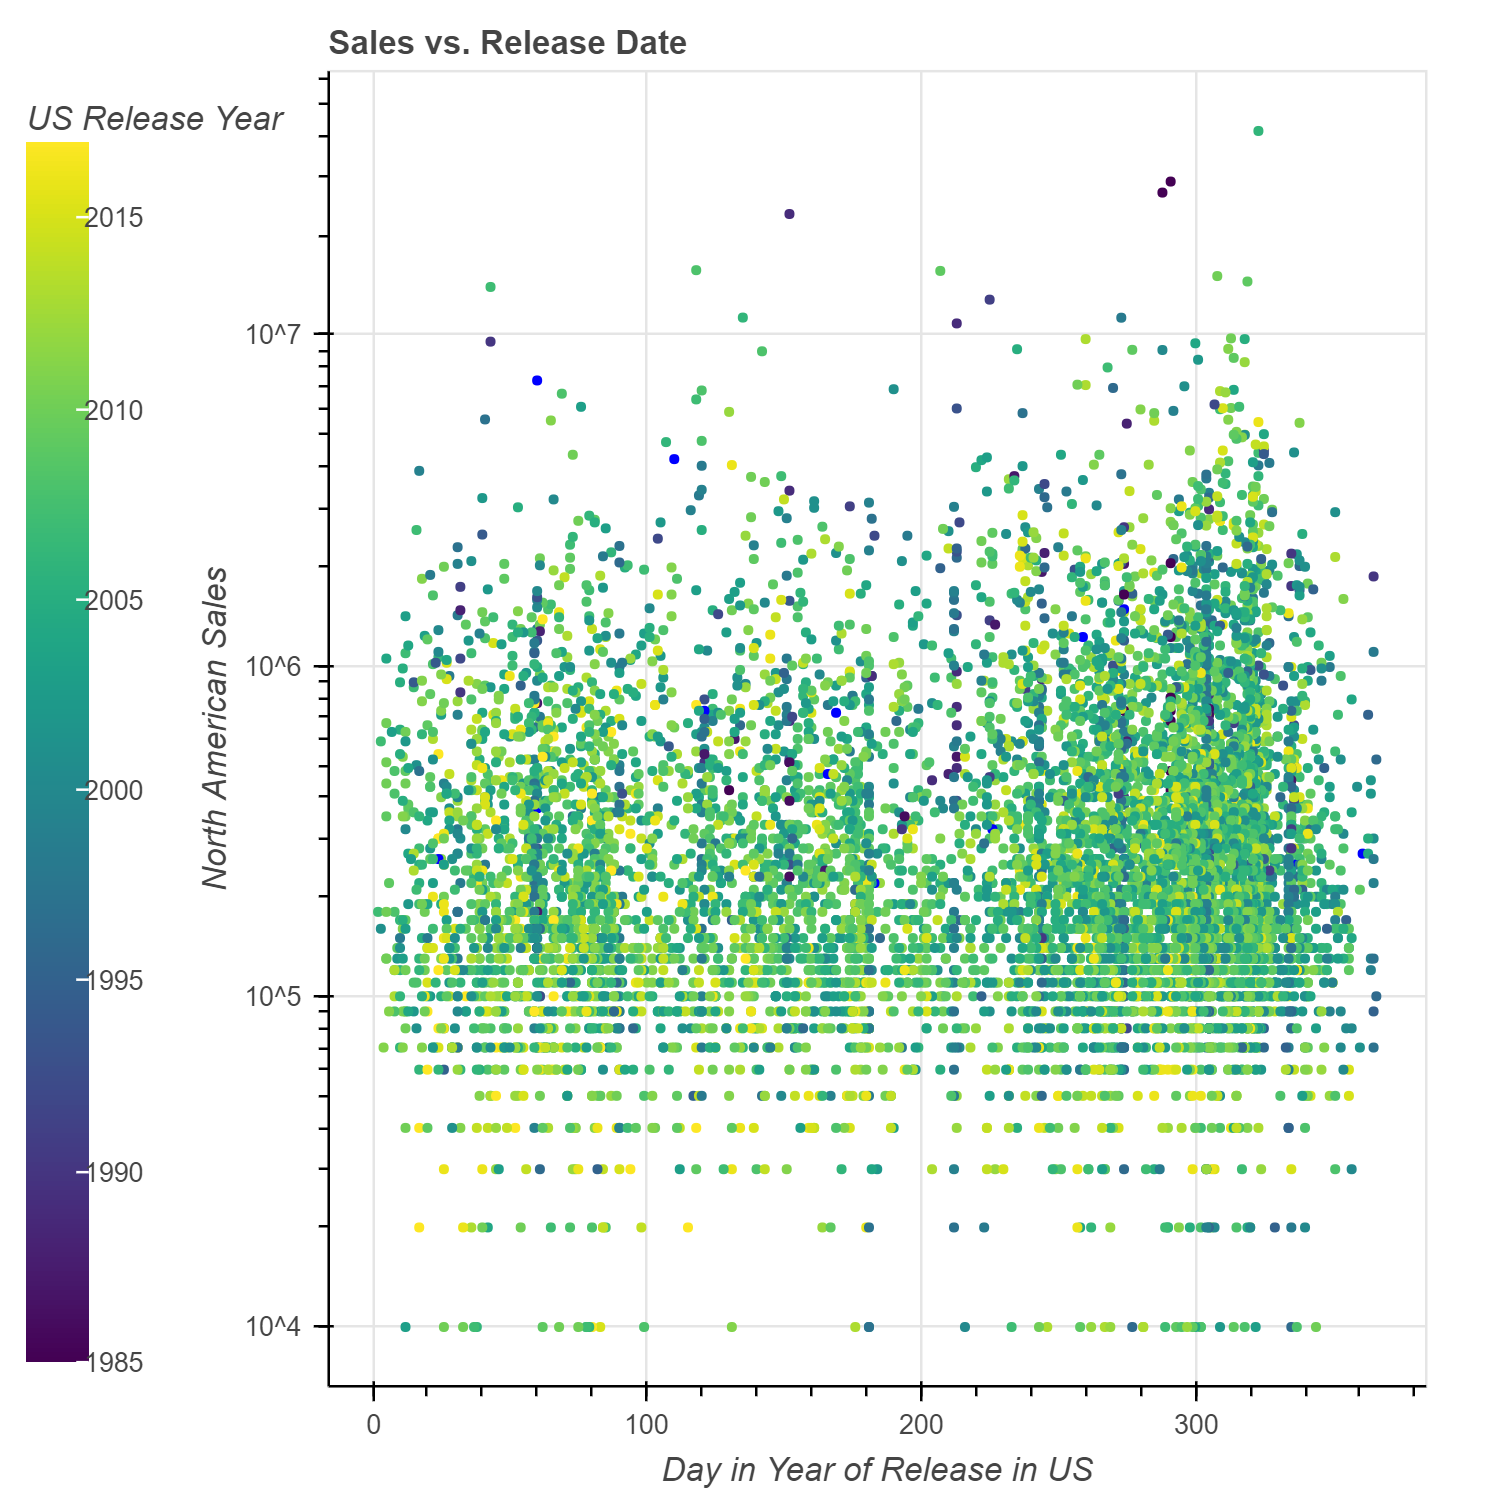 Sales vs. Release Date
US Release Year
2015
2010
2005
2000
1995
1990
1985
North American Sales
10^7
10^6
10^5
10^4
0 100 200 300
Day in Year of Release in US